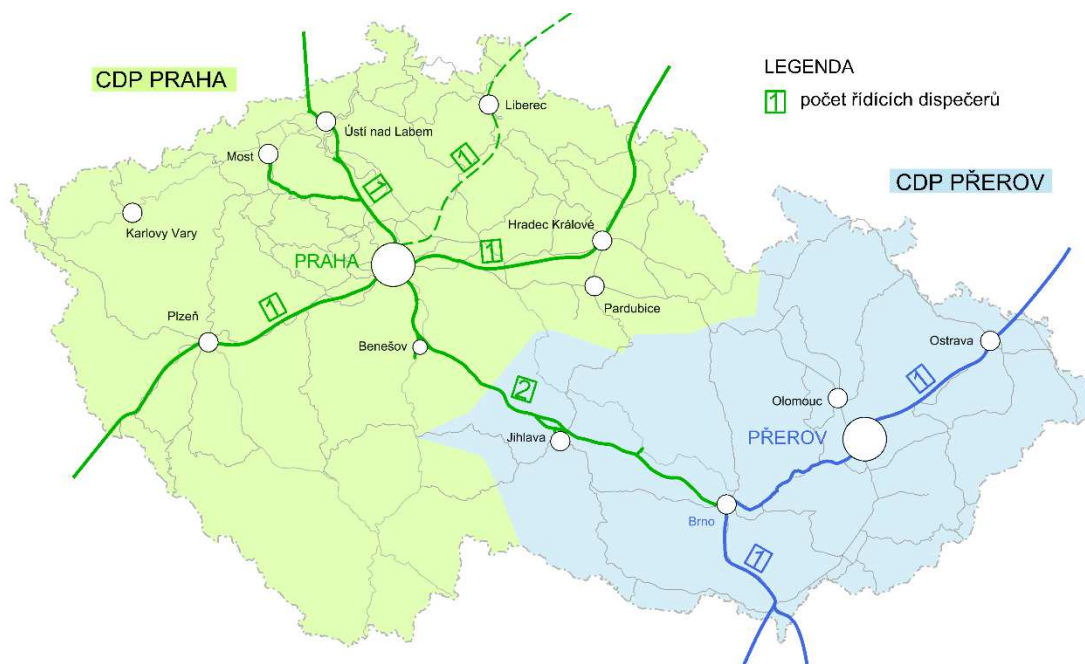 CDP PRAHA
LEGENDA
1 počet řídících dispečerů
Liberec
Ústí nad Labem
Most
1
1
CDP PŘEROV
Karlovy Vary
Hradec Králové
PRAHA
1
1
Plzeň
Pardubice
Benešov
Ostrava
1
2
Olomouc
Jihlava
PŘEROV
Brno
1